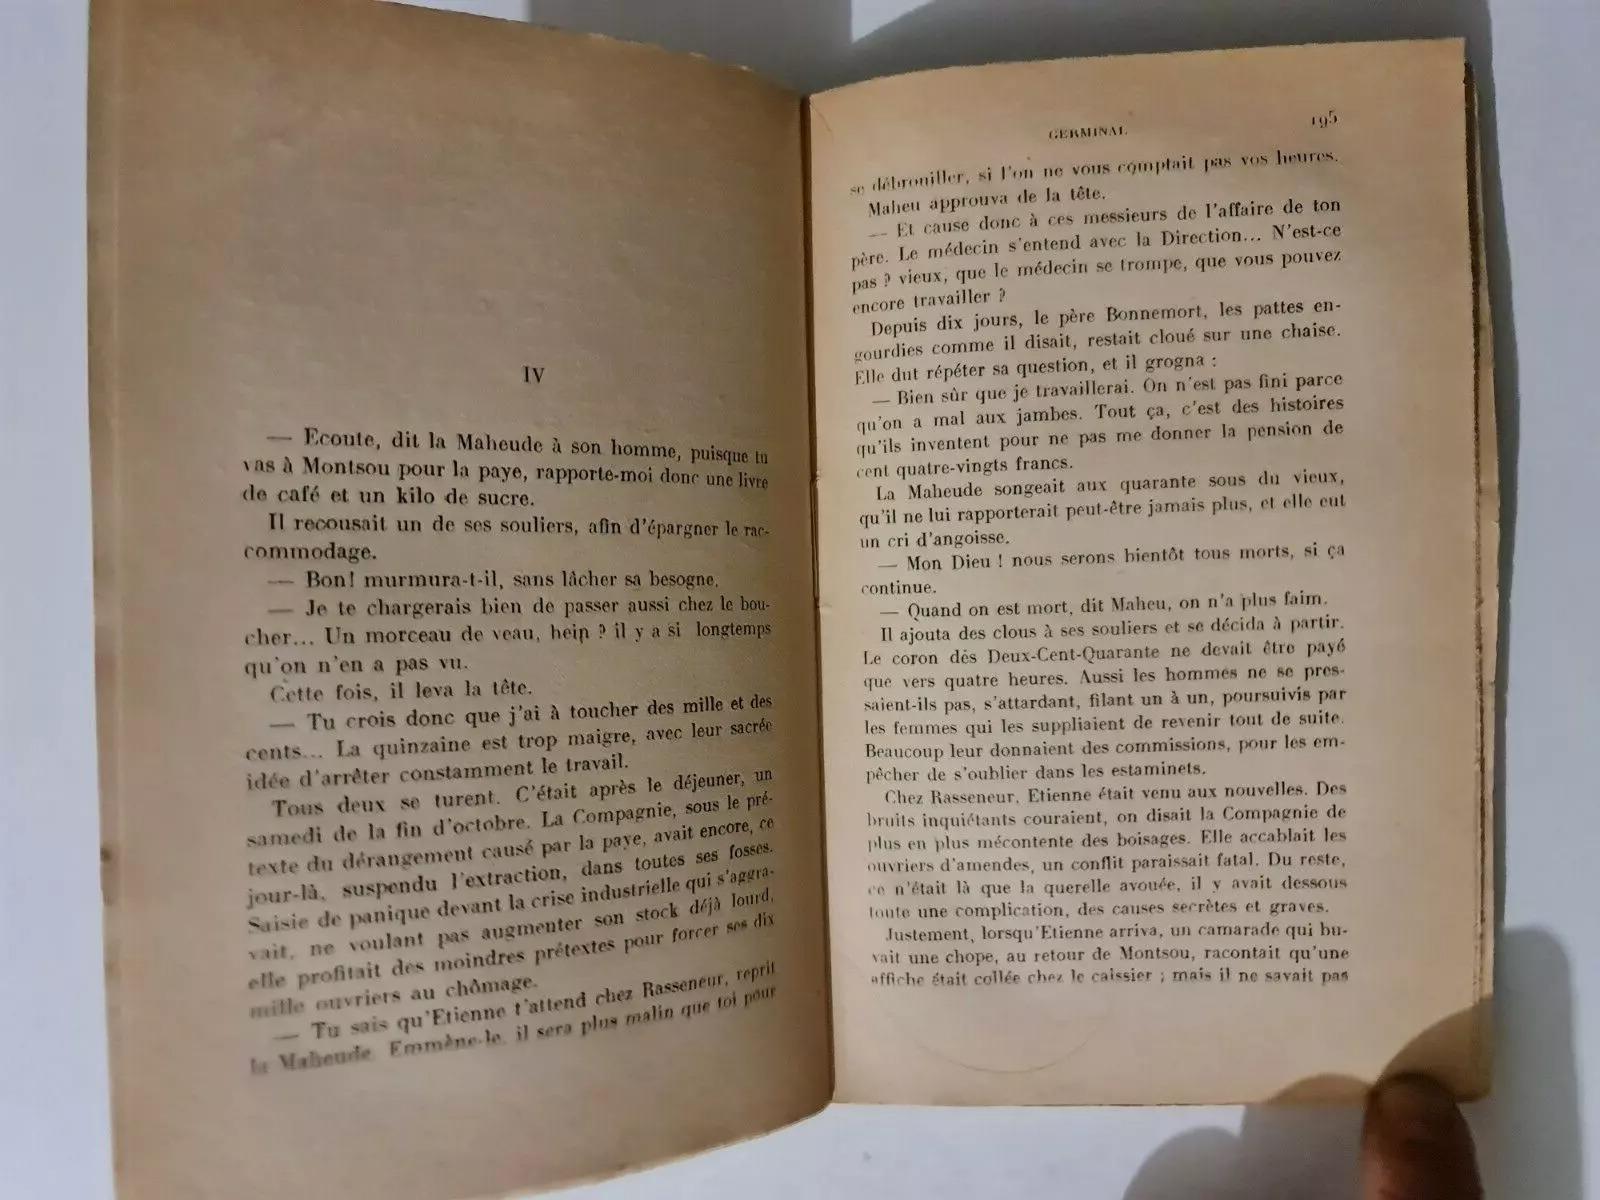 IV
— Ecoute, dit la Maheude à son homme, puisque tu
vas à Montsou pour la paye, rapporte-moi donc une livre
de café et un kilo de sucre.
Il recousait un de ses souliers, afin d'épargner le rac-
commodage.
— Bon! murmura-t-il, sans lâcher sa besogne.
— Je te chargerais bien de passer aussi chez le bou-
cher... Un morceau de veau, hein ? il y a si longtemps
qu'on n'en a pas vu.
Cette fois, il leva la tête.
— Tu crois donc que j'ai à toucher des mille et des
cents... La quinzaine est trop maigre, avec leur sacrée
idée d'arrêter constamment le travail.
Tous deux se turent. C'était après le déjeuner, un
samedi de la fin d'octobre. La Compagnie, sous le pré-
texte du dérangement causé par la paye, avait encore, ce
jour-là, suspendu l'extraction, dans toutes ses fosses.
Saisie de panique devant la crise industrielle qui s'aggra-
vait, ne voulant pas augmenter son stock déjà lourd,
elle profitait des moindres prétextes pour forcer ses dix
mille ouvriers au chômage.
— Tu sais qu'Etienne t'attend chez Rasseneur, reprit
la Maheude. Emmène-le, il sera plus malin que toi pour
GERMINAL 195
se débrouiller, si l'on ne vous comptait pas vos heures.
Maheu approuva de la tête.
— Et cause donc à ces messieurs de l'affaire de ton
père. Le médecin s'entend avec la Direction... N'est-ce
pas ? vieux, que le médecin se trompe, que vous pouvez
encore travailler ?
Depuis dix jours, le père Bonnemort, les pattes en-
gourdies comme il disait, restait cloué sur une chaise.
Elle dut répéter sa question, et il grogna :
— Bien sûr que je travaillerai. On n'est pas fini parce
qu'on a mal aux jambes. Tout ça, c'est des histoires
qu'ils inventent pour ne pas me donner la pension de
cent quatre-vingts francs.
La Maheude songeait aux quarante sous du vieux,
qu'il ne lui rapporterait peut-être jamais plus, et elle eut
un cri d'angoisse.
— Mon Dieu ! nous serons bientôt tous morts, si ça
continue.
— Quand on est mort, dit Maheu, on n'a plus faim.
Il ajouta des clous à ses souliers et se décida à partir.
Le coron dés Deux-Cent-Quarante ne devait être payé
que vers quatre heures. Aussi les hommes ne se pres-
saient-ils pas, s'attardant, filant un à un, poursuivis par
les femmes qui les suppliaient de revenir tout de suite.
Beaucoup leur donnaient des commissions, pour les em-
pêcher de s'oublier dans les estaminets.
Chez Rasseneur, Etienne était venu aux nouvelles. Des
bruits inquiétants couraient, on disait la Compagnie de
plus en plus mécontente des boisages. Elle accablait les
ouvriers d'amendes, un conflit paraissait fatal. Du reste,
ce n'était là que la querelle avouée, il y avait dessous
toute une complication, des causes secrètes et graves.
Justement, lorsqu'Etienne arriva, un camarade qui bu-
vait une chope, au retour de Montsou, racontait qu'une
affiche était collée chez le caissier ; mais il ne savait pas